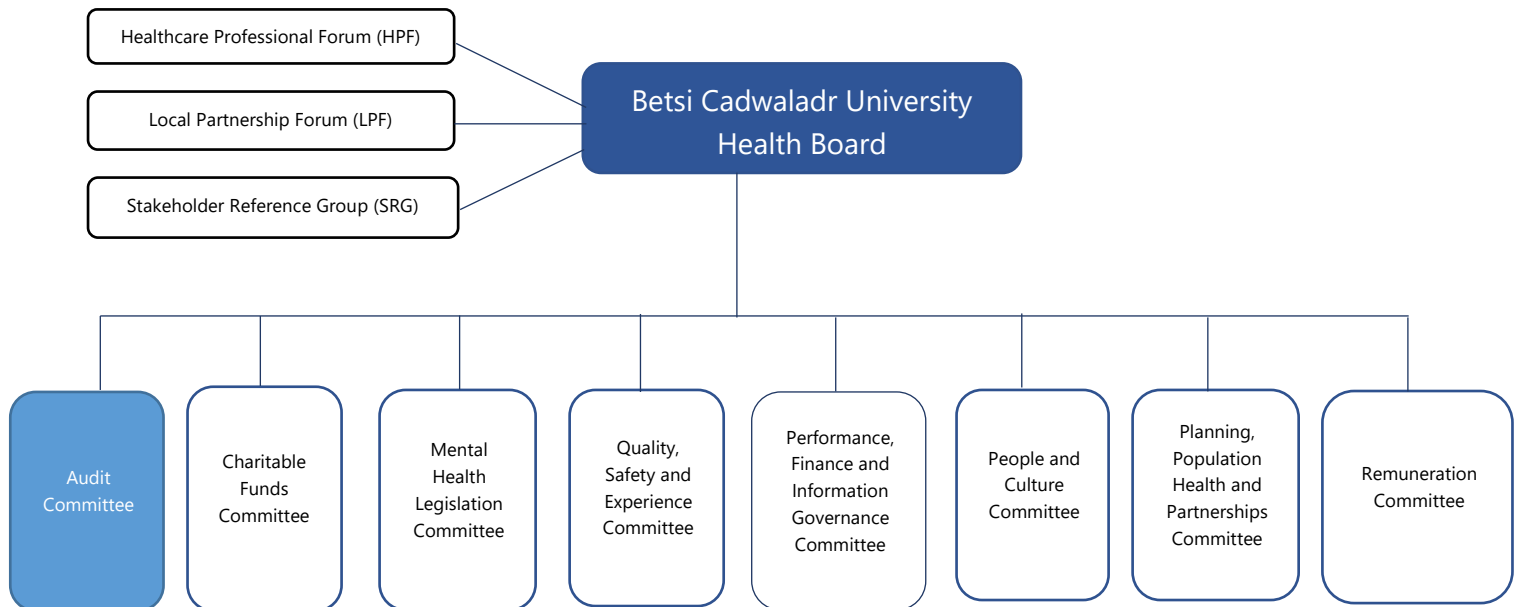 Healthcare Professional Forum (HPF)
Local Partnership Forum (LPF)
Stakeholder Reference Group (SRG)
Betsi Cadwaladr University
Health Board
Audit
Committee
Charitable
Funds
Committee
Mental
Health
Legislation
Committee
Quality,
Safety and
Experience
Committee
Performance,
Finance and
Information
Governance
Committee
People and
Culture
Committee
Planning,
Population
Health and
Partnerships
Committee
Remuneration
Committee